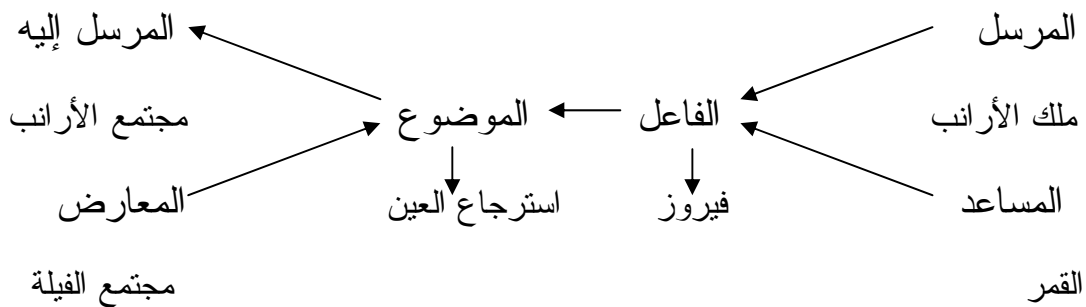 المرسل المرسل إليه
ملك الأرانب الفاعل الموضوع مجتمع الأرانب
المساعد فيروز استرجاع العين المعارض
القمر مجتمع الفيلة